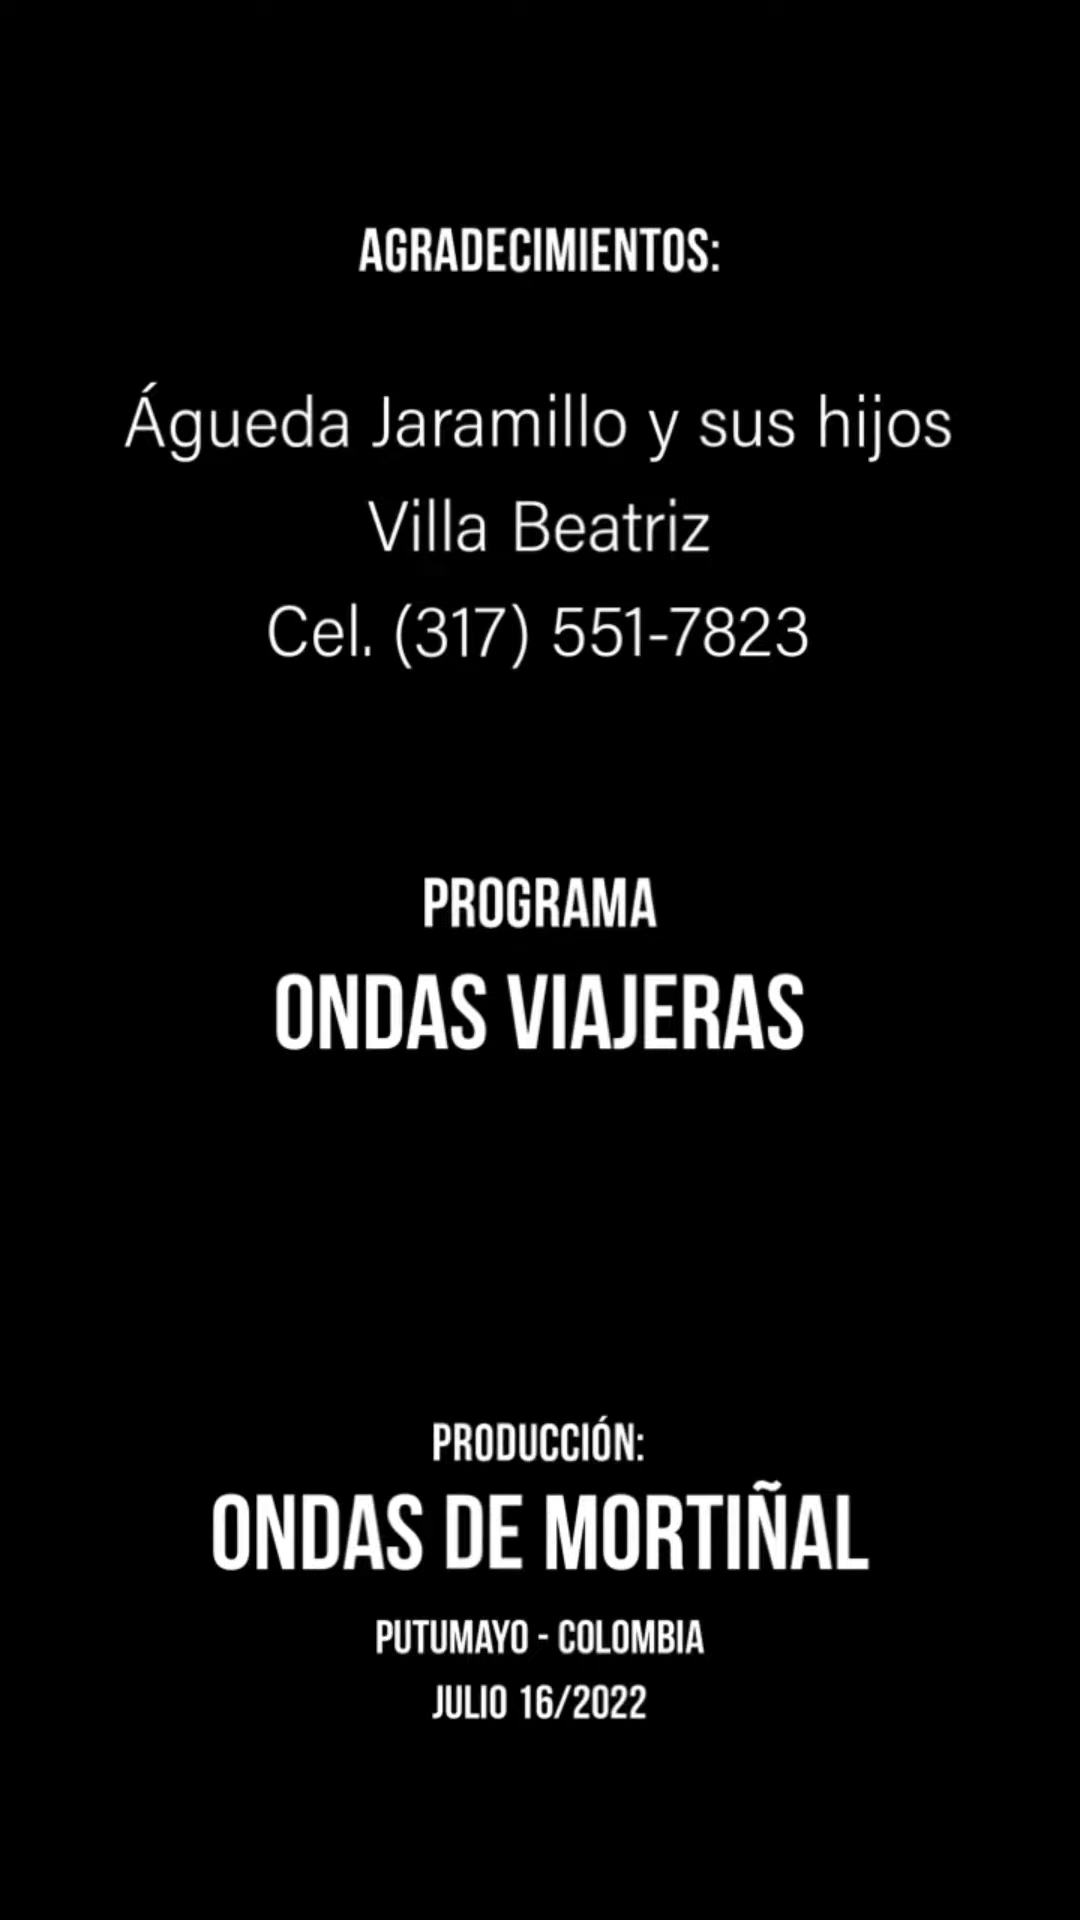 AGRADECIMIENTOS:
Águeda Jaramillo y sus hijos
Villa Beatriz
Cel. (317) 551-7823
PROGRAMA
ONDAS VIAJERAS
PRODUCCIÓN:
ONDAS DE MORTIÑAL
PUTUMAYO - COLOMBIA
JULIO 16/2022